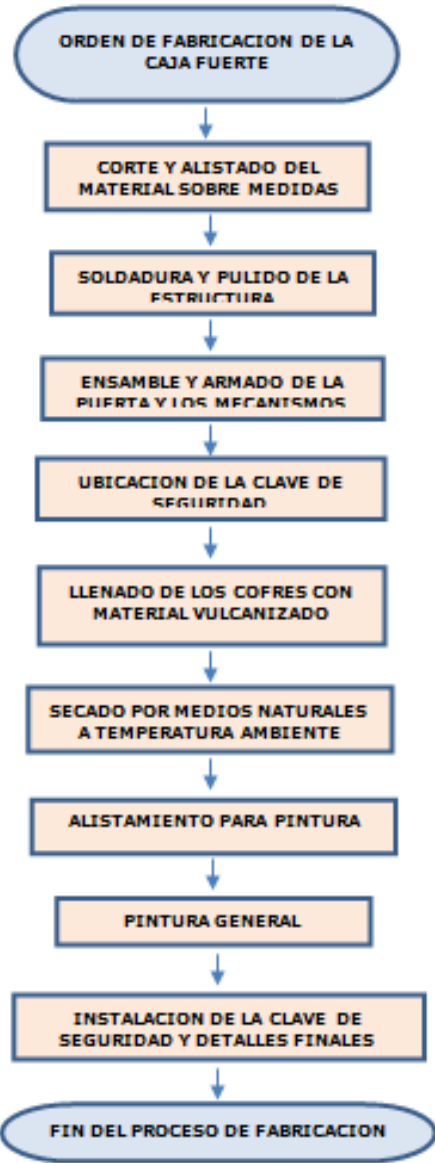 ORDEN DE FABRICACION DE LA
CAJA FUERTE
CORTE Y ALISTADO DEL
MATERIAL SOBRE MEDIDAS
SOLDADURA Y PULIDO DE LA
ESTRUCTURA
ENSAMBLE Y ARMADO DE LA
PUERTA Y LOS MECANISMOS
UBICACION DE LA CLAVE DE
SEGURIDAD
LLENADO DE LOS COFRES CON
MATERIAL VULCANIZADO
SECADO POR MEDIOS NATURALES
A TEMPERATURA AMBIENTE
ALISTAMIENTO PARA PINTURA
PINTURA GENERAL
INSTALACION DE LA CLAVE DE
SEGURIDAD Y DETALLES FINALES
FIN DEL PROCESO DE FABRICACION